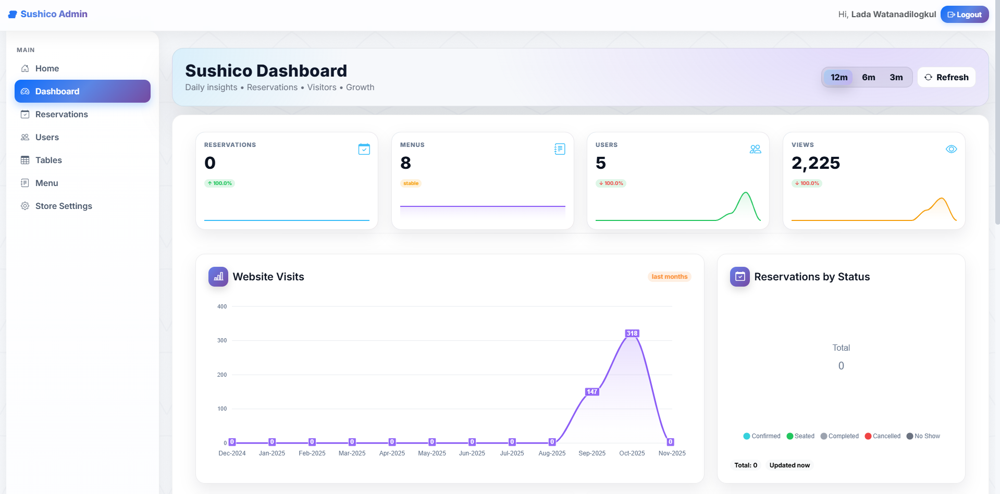 Sushico Admin
Hi, Lada Watanadilogkul
Logout
MAIN
Home
Dashboard
Reservations
Users
Tables
Menu
Store Settings
Sushico Dashboard
Daily insights • Reservations • Visitors • Growth
12m 6m 3m
Refresh
RESERVATIONS
0
↑ 100.0%
MENUS
8
stable
USERS
5
↓ 100.0%
VIEWS
2,225
↓ 100.0%
Website Visits
last months
400
300
200
100
0
318
147
0 0 0 0 0 0 0 0 0 0
Dec-2024 Jan-2025 Feb-2025 Mar-2025 Apr-2025 May-2025 Jun-2025 Jul-2025 Aug-2025 Sep-2025 Oct-2025 Nov-2025
Reservations by Status
Total
0
Confirmed Seated Completed Cancelled No Show
Total: 0 Updated now